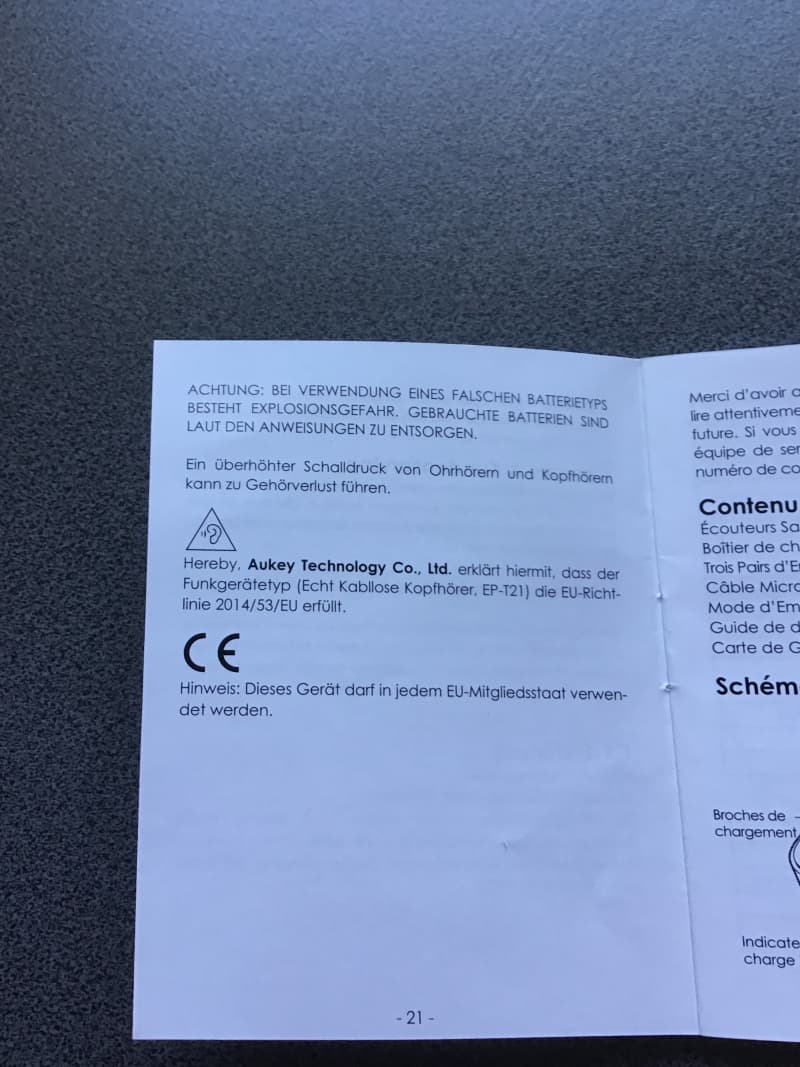 ACHTUNG: BEI VERWENDUNG EINES FALSCHEN BATTERIETYPS
BESTEHT EXPLOSIONSGEFAHR. GEBRAUCHTE BATTERIEN SIND
LAUT DEN ANWEISUNGEN ZU ENTSORGEN.
Ein überhöhter Schalldruck von Ohrhörern und Kopfhörern
kann zu Gehörverlust führen.
Hereby, Aukey Technology Co., Ltd. erklärt hiermit, dass der
Funkgerätetyp (Echt Kabllose Kopfhörer, EP-T21) die EU-Richt-
linie 2014/53/EU erfüllt.
CE
Hinweis: Dieses Gerät darf in jedem EU-Mitgliedsstaat verwen-
det werden.
- 21 -
Merci d'avoir
lire attentiveme
future. Si vous
équipe de ser
numéro de co
Contenu
Écouteurs Sa
Boîtier de ch
Trois Pairs d'E
Câble Micro
Mode d'Em
Guide de d
Carte de G
Schém
Broches de
chargement
Indicate
charge